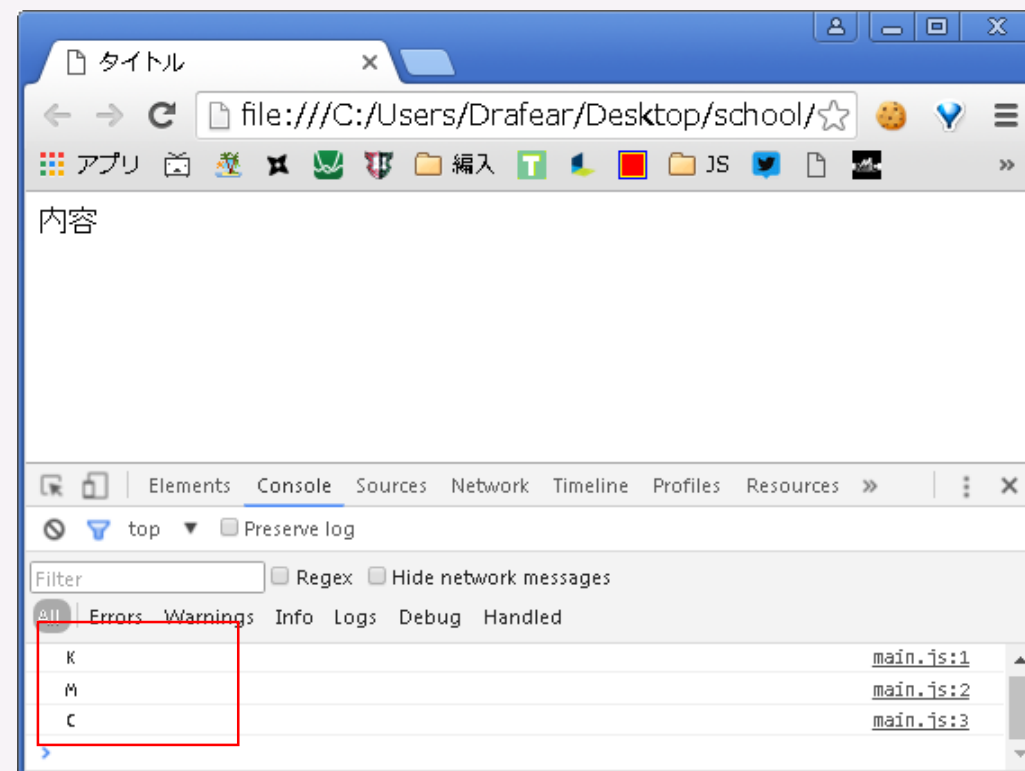 タイトル
file:///C:/Users/Drafear/Desktop/school/
アプリ 編入 JS »
内容
Elements Console Sources Network Timeline Profiles Resources »
top ▼ Preserve log
Filter Regex Hide network messages
All Errors Warnings Info Logs Debug Handled
K main.js:1
M main.js:2
C main.js:3
>